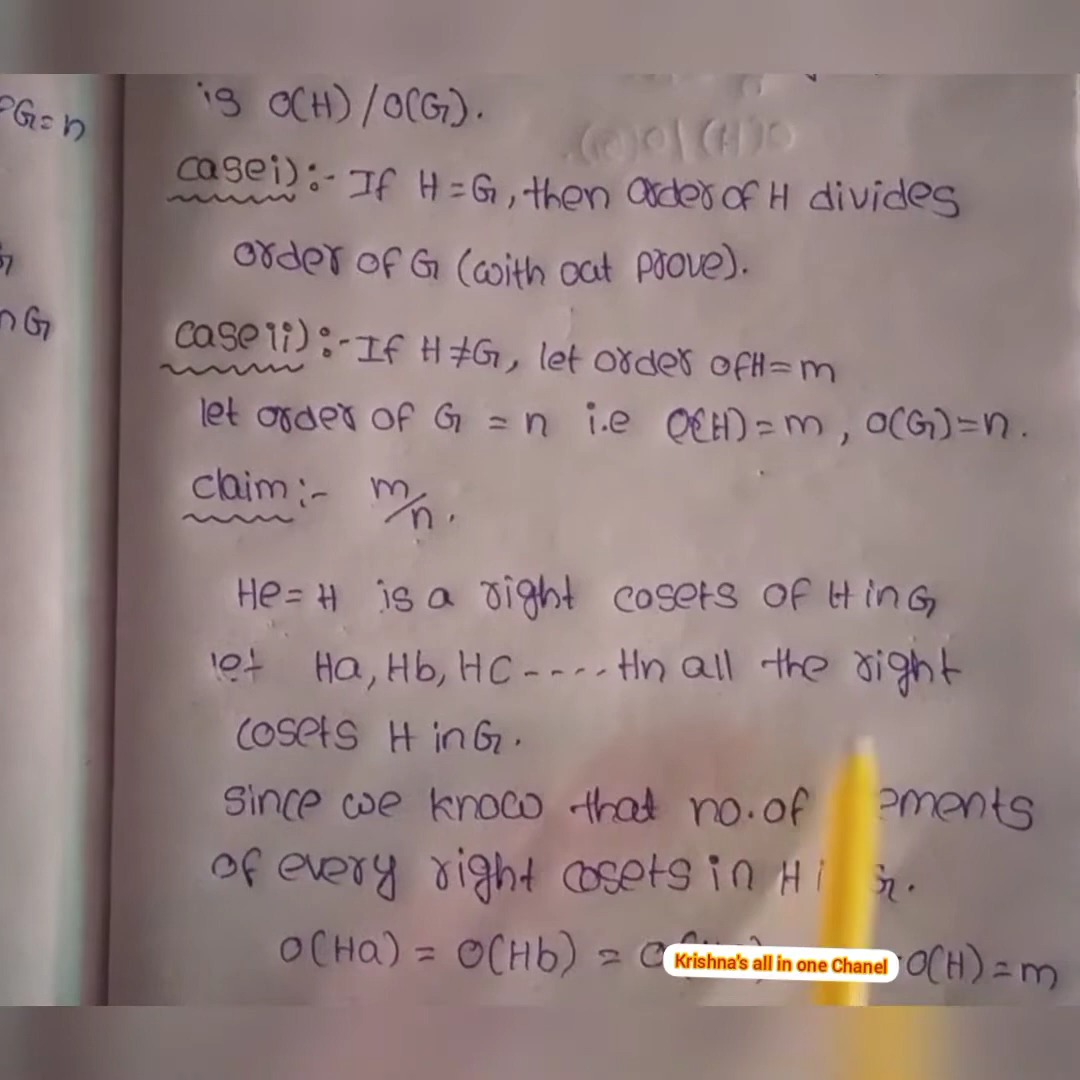 G=n
is O(H)/O(G).
case i):- If H=G, then order of H divides
order of G (with out prove).
nG
case ii):- If H≠G, let order of H=m
let order of G = n i.e O(H)=m, O(G)=n.
claim:- m/n.
He=H is a right cosets of H in G
let Ha, Hb, HC ---- Hn all the right
cosets H in G.
since we know that no. of
of every right cosets in H
O(Ha) = O(Hb) = O(H)=m
Krishna's all in one Chanel